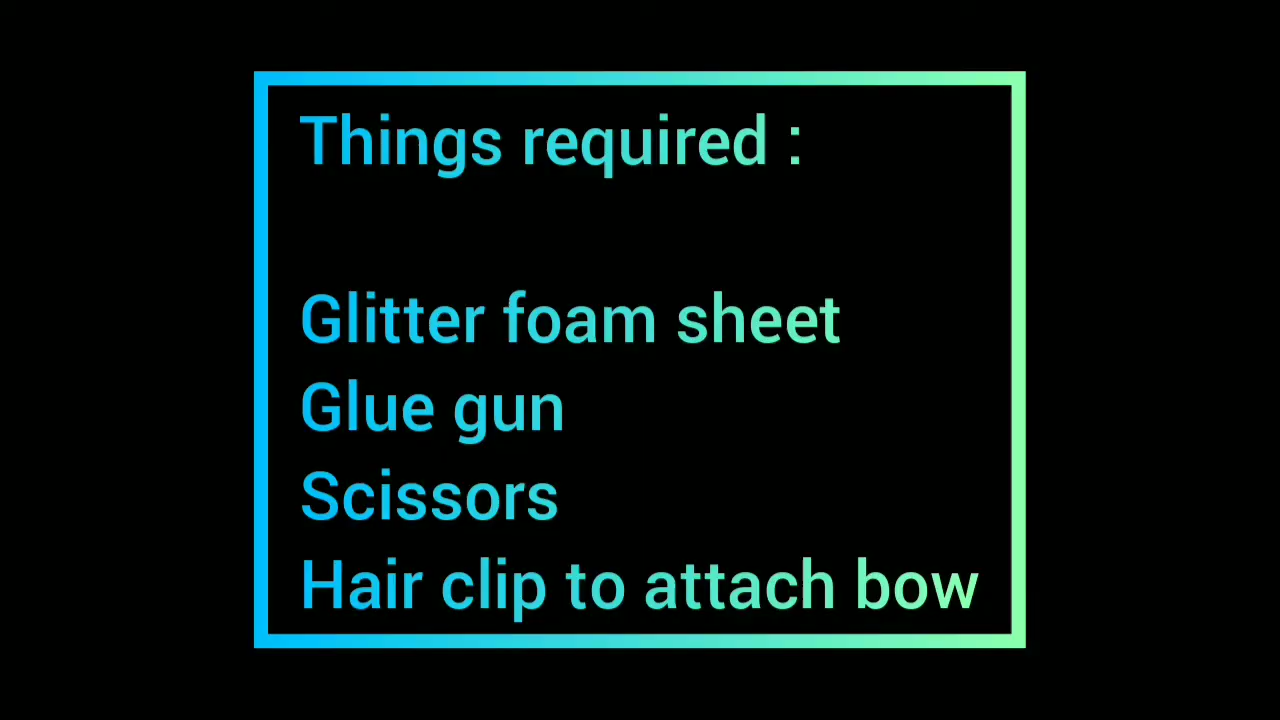 Things required :
Glitter foam sheet
Glue gun
Scissors
Hair clip to attach bow